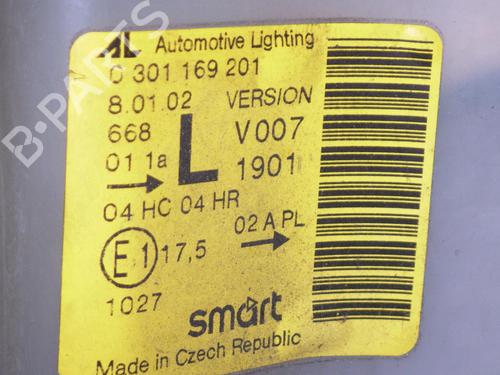 AL Automotive Lighting
0 301 169 201
8.01.02 VERSION
668 V007
01 1a L 1901
04 HC 04 HR
02 A PL
E1 17,5
1027
smart
Made in Czech Republic
B-PARTS